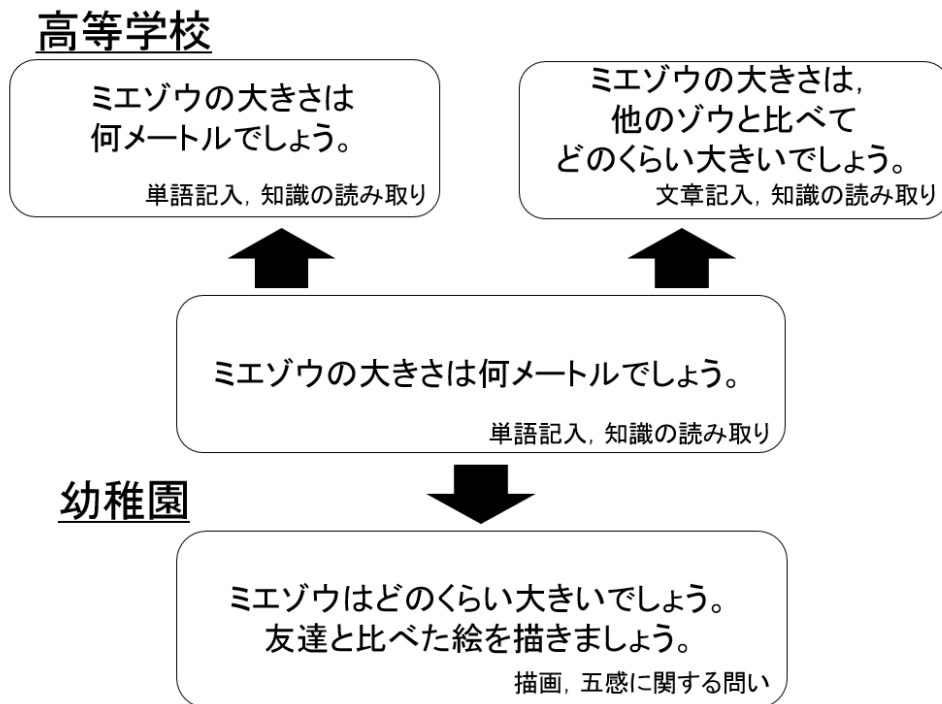 高等学校
ミエゾウの大きさは
何メートルでしょう。
単語記入，知識の読み取り
ミエゾウの大きさは，
他のゾウと比べて
どのくらい大きいでしょう。
文章記入，知識の読み取り
ミエゾウの大きさは何メートルでしょう。
単語記入，知識の読み取り
幼稚園
ミエゾウはどのくらい大きいでしょう。
友達と比べた絵を描きましょう。
描画，五感に関する問い